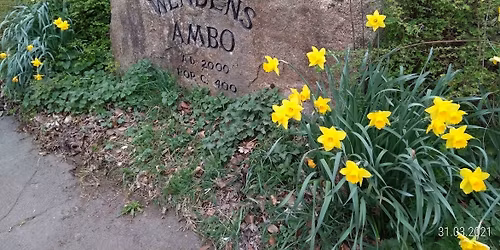 WENDENS
AMBO
A.D. 2000
POP. C. 400
31.03.2021